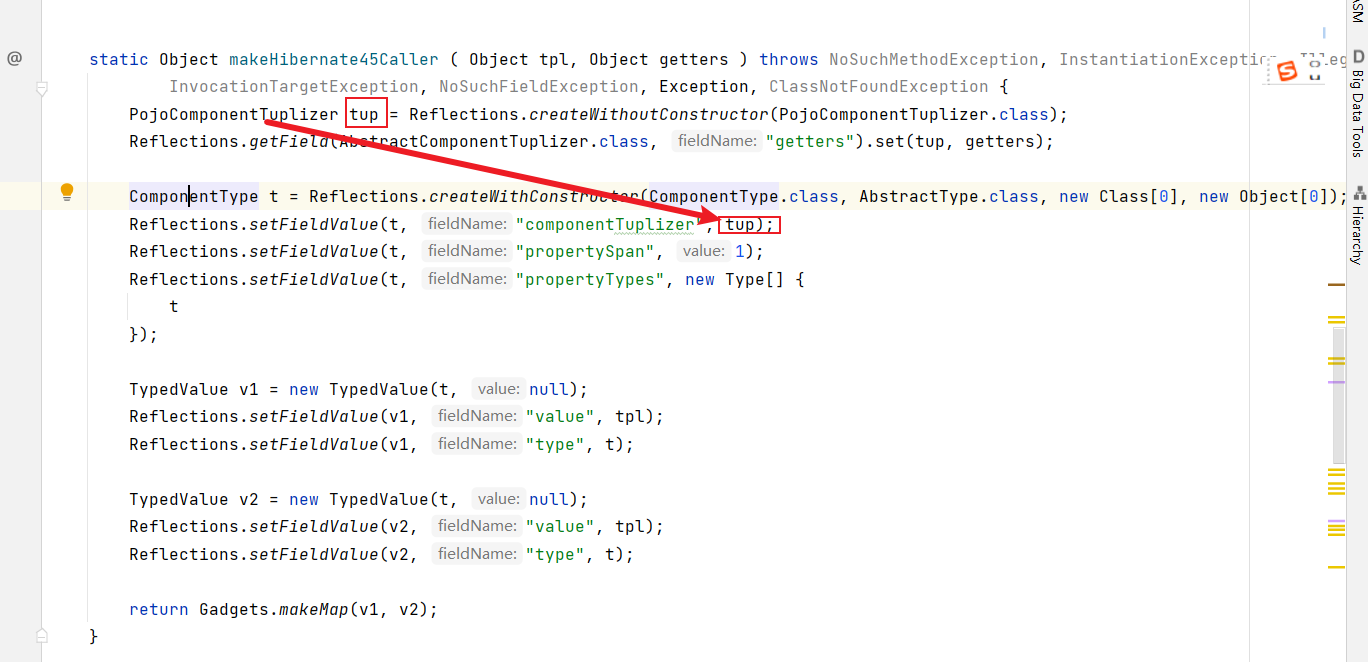 static Object makeHibernate45Caller ( Object tpl, Object getters ) throws NoSuchMethodException, InstantiationException, Illeg
InvocationTargetException, NoSuchFieldException, Exception, ClassNotFoundException {
PojoComponentTuplizer tup = Reflections.createWithoutConstructor(PojoComponentTuplizer.class);
Reflections.getField(AbstractComponentTuplizer.class, fieldName: "getters").set(tup, getters);
ComponentType t = Reflections.createWithConstructor(ComponentType.class, AbstractType.class, new Class[0], new Object[0]);
Reflections.setFieldValue(t, fieldName: "componentTuplizer", tup);
Reflections.setFieldValue(t, fieldName: "propertySpan", value: 1);
Reflections.setFieldValue(t, fieldName: "propertyTypes", new Type[] {
t
});
TypedValue v1 = new TypedValue(t, value: null);
Reflections.setFieldValue(v1, fieldName: "value", tpl);
Reflections.setFieldValue(v1, fieldName: "type", t);
TypedValue v2 = new TypedValue(t, value: null);
Reflections.setFieldValue(v2, fieldName: "value", tpl);
Reflections.setFieldValue(v2, fieldName: "type", t);
return Gadgets.makeMap(v1, v2);
}
@
S
ASM
D Big Data Tools
Hierarchy